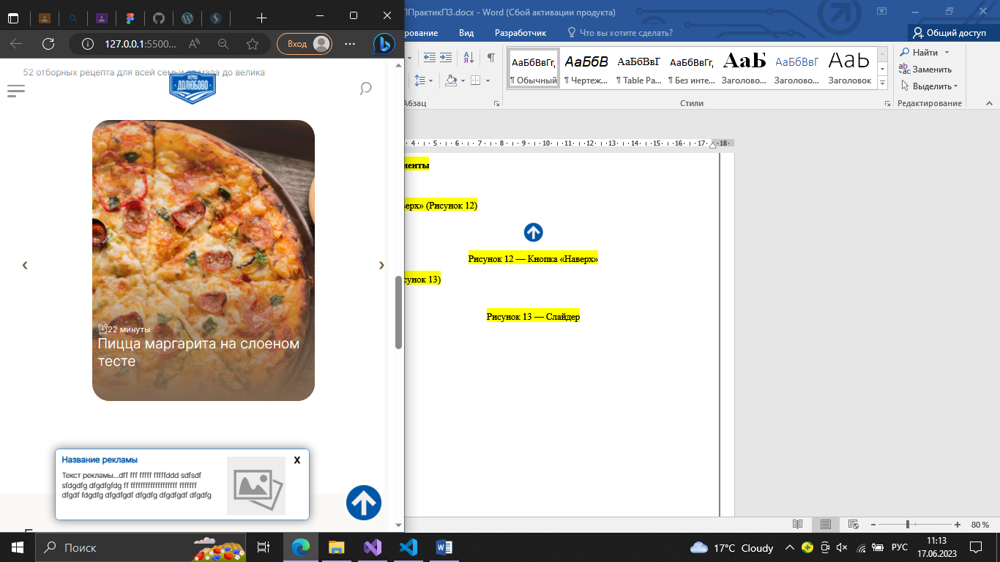 127.0.0.1:5500...
Вход
52 отборных рецепта для всей семьи от мала до велика
ФЕРМА
ДОЛЮБОВО
22 минуты
Пицца маргарита на слоеном
тесте
Название рекламы
X
Текст рекламы...dff fff fffff fffffddd sdfsdf
sfdgdfg dfgdfgfdg ff fffffffffffffffffff fffffff
dfgdf fdgdfg dfgdfgdf dfgdfg dfgdfgdf dfgdfg
ПрактикПЗ.docx - Word (Сбой активации продукта)
рование
Вид
Разработчик
Что вы хотите сделать?
Общий доступ
АаБбВвГг,
АаБбВ
АаБбВвГ
АаБбВвГг,
АаБ
АаБбВвГ
АаБ
¶ Обычный
¶ Чертеж...
¶ Table Pa...
¶ Без инте...
Заголово...
Заголово...
Заголовок
Найти
Заменить
Выделить
Абзац
Стили
Редактирование
4 5 6 7 8 9 10 11 12 13 14 15 16 17 18
ненты
ерх» (Рисунок 12)
Рисунок 12 — Кнопка «Наверх»
сунок 13)
Рисунок 13 — Слайдер
80 %
Поиск
17°C Cloudy
РУС
11:13
17.06.2023